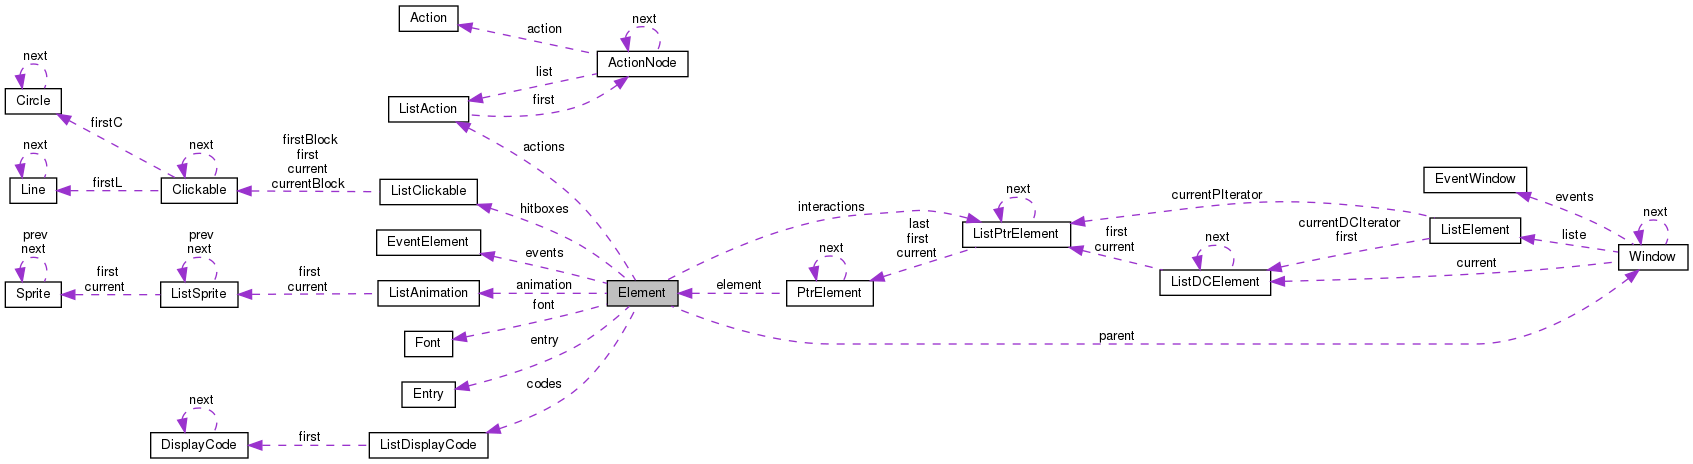 Action
next
action
ActionNode
next
list
Circle
ListAction
first
firstC
firstBlock
first
current
currentBlock
actions
next
next
EventWindow
Line
firstL
Clickable
ListClickable
next
currentPIterator
events
next
hitboxes
interactions
last
first
current
ListPtrElement
currentDCIterator
first
ListElement
liste
prev
next
prev
next
EventElement
events
next
first
current
next
Window
current
Sprite
first
current
ListSprite
first
current
ListAnimation
animation
Element
element
PtrElement
ListDCElement
font
Font
entry
parent
Entry
codes
next
DisplayCode
first
ListDisplayCode